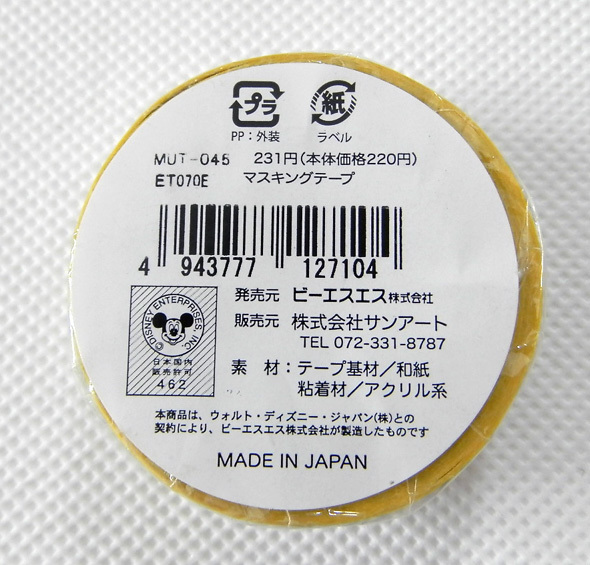 プラ 紙
PP：外装 ラベル
MUT-045 231円(本体価格220円)
ET070E マスキングテープ
4 943777 127104
©DISNEY ENTERPRISES, INC.
日本国内
販売許可
462
発売元 ビーエスエス株式会社
販売元 株式会社サンアート
TEL 072-331-8787
素 材：テープ基材／和紙
粘着材／アクリル系
本商品は、ウォルト・ディズニー・ジャパン(株)との
契約により、ビーエスエス株式会社が製造したものです
MADE IN JAPAN